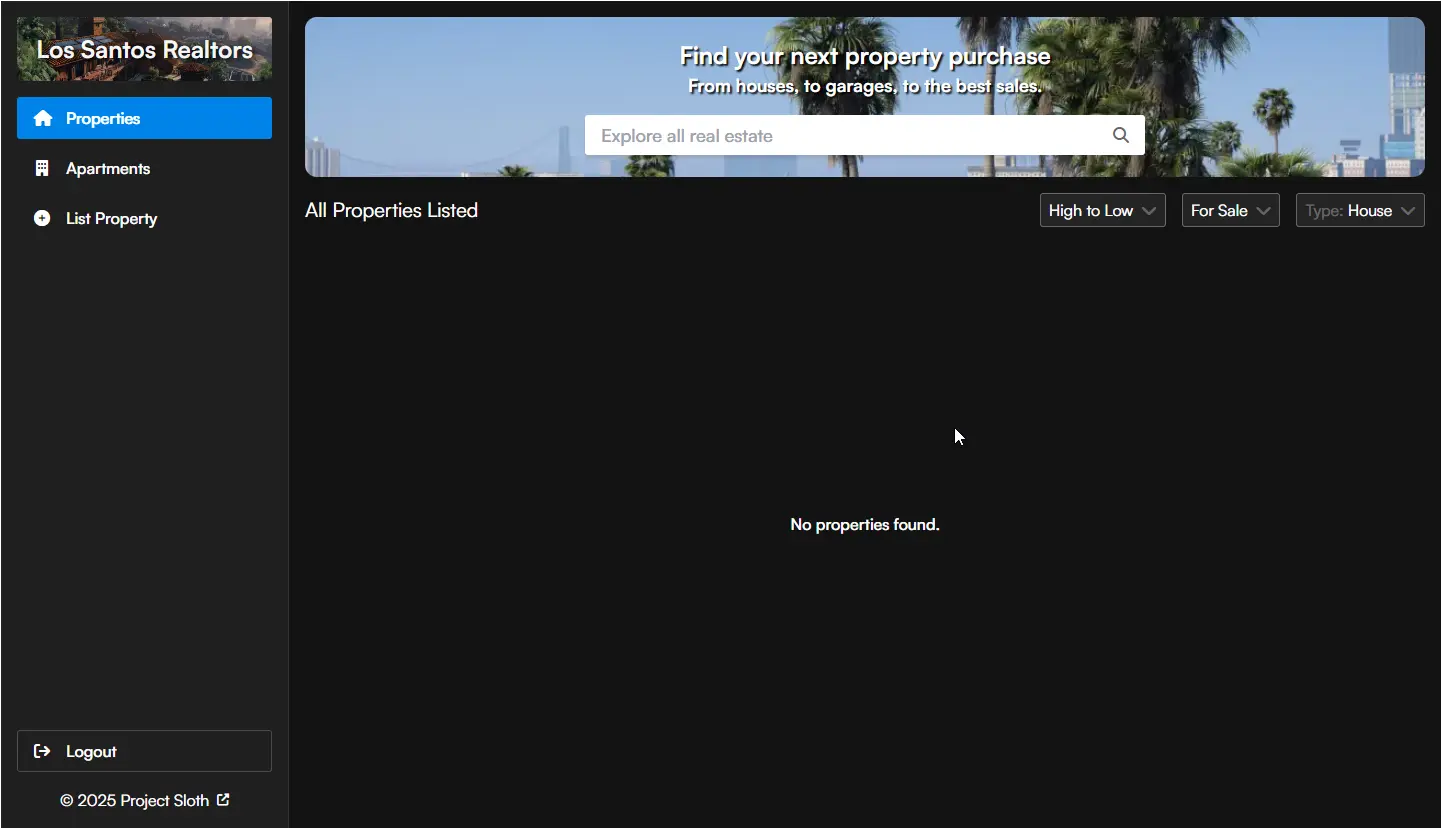 Los Santos Realtors
Properties
Apartments
List Property
Logout
© 2025 Project Sloth
Find your next property purchase
From houses, to garages, to the best sales.
Explore all real estate
All Properties Listed
High to Low
For Sale
Type: House
No properties found.